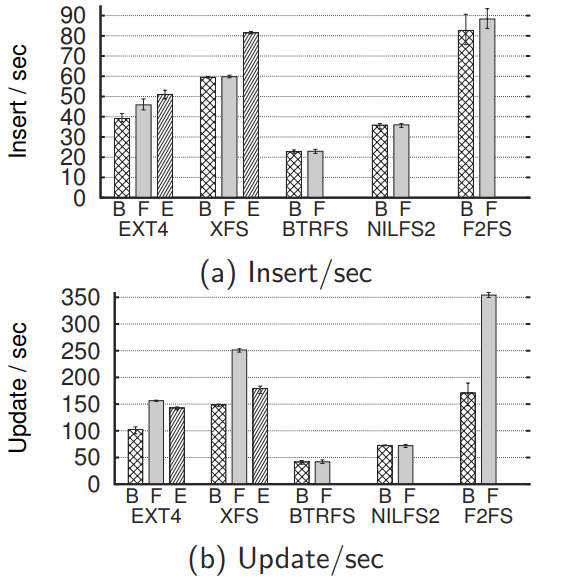 Insert / sec
90
80
70
60
50
40
30
20
10
0
B F E B F E B F B F B F
EXT4 XFS BTRFS NILFS2 F2FS
(a) Insert/sec
Update / sec
350
300
250
200
150
100
50
0
B F E B F E B F B F B F
EXT4 XFS BTRFS NILFS2 F2FS
(b) Update/sec